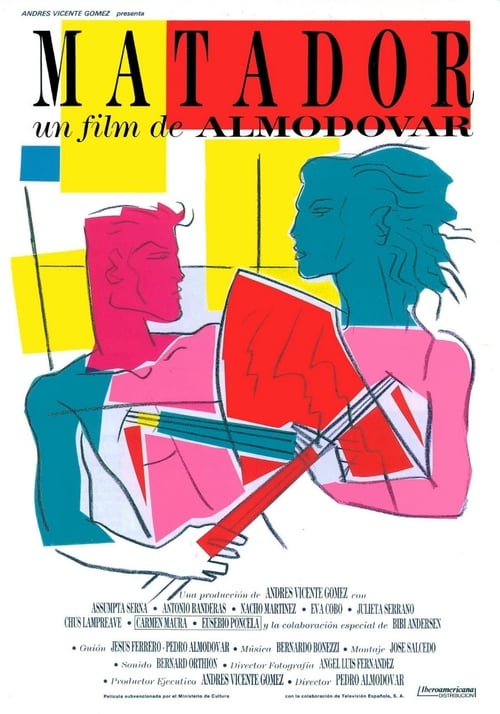 ANDRES VICENTE GOMEZ presenta
MATADOR
un film de ALMODOVAR
Una producción de ANDRES VICENTE GOMEZ con
ASSUMPTA SERNA • ANTONIO BANDERAS • NACHO MARTINEZ • EVA COBO • JULIETA SERRANO
CHUS LAMPREAVE • CARMEN MAURA • EUSEBIO PONCELA y la colaboración especial de BIBI ANDERSEN
• Guión JESUS FERRERO - PEDRO ALMODOVAR • Música BERNARDO BONEZZI • Montaje JOSE SALCEDO
• Sonido BERNARD ORTHION • Director Fotografía ANGEL LUIS FERNANDEZ
• Productor Ejecutivo ANDRES VICENTE GOMEZ • Director PEDRO ALMODOVAR
Película subvencionada por el Ministerio de Cultura con la colaboración de Televisión Española, S. A.
Iberoamericana
DISTRIBUCION